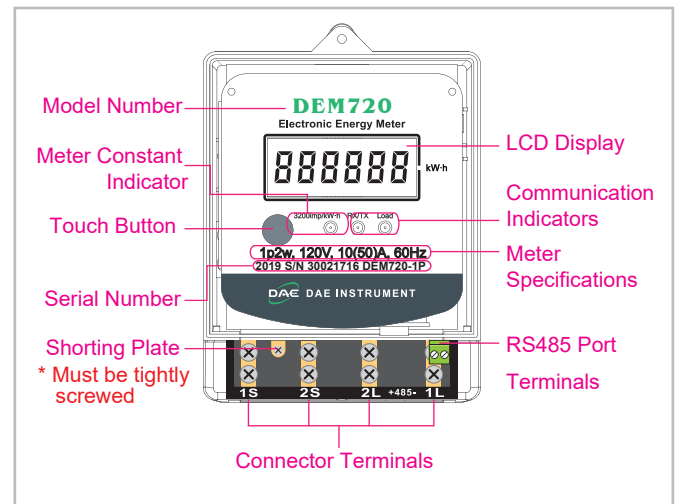 Model Number
DEM720
Electronic Energy Meter
LCD Display
888888
kW·h
Meter Constant
Indicator
Communication
Indicators
3200imp/kW·h RX/TX Load
Touch Button
1p2w, 120V, 10(50)A, 60Hz
Meter
Specifications
2019 S/N 30021716 DEM720-1P
Serial Number
DAE DAE INSTRUMENT
Shorting Plate
* Must be tightly
screwed
RS485 Port
Terminals
1S 2S 2L +485- 1L
Connector Terminals